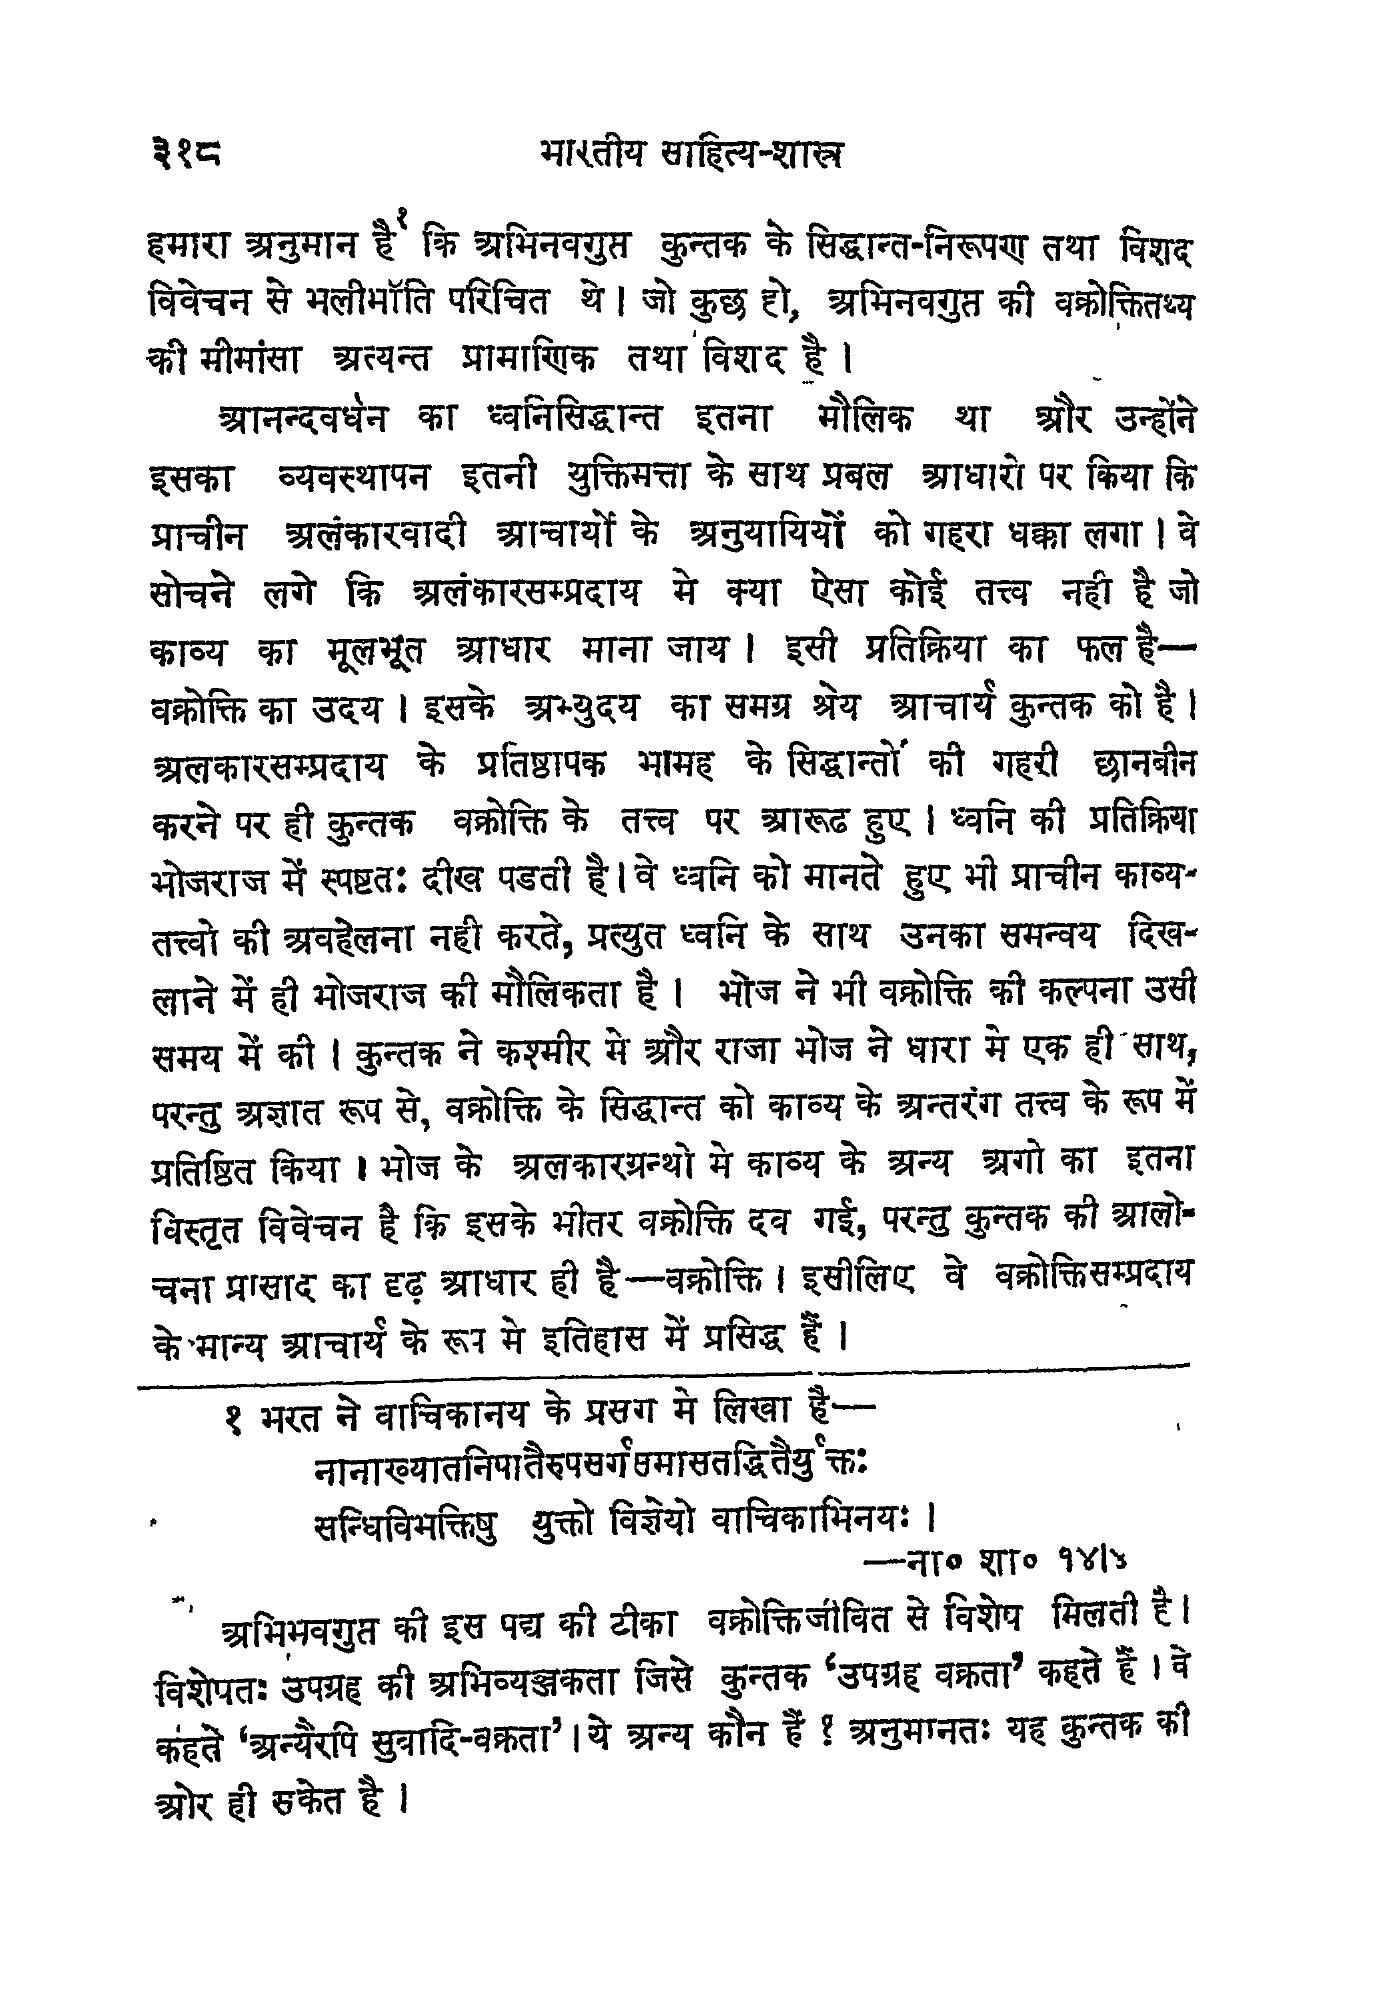 ३१८ भारतीय साहित्य-शास्त्र
हमारा अनुमान है१ कि अभिनवगुप्त कुन्तक के सिद्धान्त-निरूपण तथा विशद
विवेचन से भलीभाँति परिचित थे। जो कुछ हो, अभिनवगुप्त की वक्रोक्तितथ्य
की मीमांसा अत्यन्त प्रामाणिक तथा विशद है।
आनन्दवर्धन का ध्वनिसिद्धान्त इतना मौलिक था और उन्होंने
इसका व्यवस्थापन इतनी युक्तिमत्ता के साथ प्रबल आधारो पर किया कि
प्राचीन अलंकारवादी आचार्यों के अनुयायियों को गहरा धक्का लगा। वे
सोचने लगे कि अलंकारसम्प्रदाय मे क्या ऐसा कोई तत्त्व नही है जो
काव्य का मूलभूत आधार माना जाय। इसी प्रतिक्रिया का फल है—
वक्रोक्ति का उदय। इसके अभ्युदय का समग्र श्रेय आचार्य कुन्तक को है।
अलकारसम्प्रदाय के प्रतिष्ठापक भामह के सिद्धान्तों की गहरी छानबीन
करने पर ही कुन्तक वक्रोक्ति के तत्त्व पर आरूढ हुए। ध्वनि की प्रतिक्रिया
भोजराज में स्पष्टतः दीख पडती है। वे ध्वनि को मानते हुए भी प्राचीन काव्य-
तत्त्वो की अवहेलना नही करते, प्रत्युत ध्वनि के साथ उनका समन्वय दिख-
लाने में ही भोजराज की मौलिकता है। भोज ने भी वक्रोक्ति की कल्पना उसी
समय में की। कुन्तक ने कश्मीर मे और राजा भोज ने धारा मे एक ही साथ,
परन्तु अज्ञात रूप से, वक्रोक्ति के सिद्धान्त को काव्य के अन्तरंग तत्त्व के रूप में
प्रतिष्ठित किया। भोज के अलकारग्रन्थो मे काव्य के अन्य अगो का इतना
विस्तृत विवेचन है कि इसके भीतर वक्रोक्ति दव गई, परन्तु कुन्तक की आलो-
चना प्रासाद का दृढ़ आधार ही है—वक्रोक्ति। इसीलिए वे वक्रोक्तिसम्प्रदाय
के मान्य आचार्य के रूप मे इतिहास में प्रसिद्ध हैं।
१ भरत ने वाचिकानय के प्रसग मे लिखा है—
नानाख्यातनिपातैरुपसर्गसमासतद्धितैर्युक्तः
सन्धिविभक्तिषु युक्तो विज्ञेयो वाचिकाभिनयः।
—ना० शा० १४।४
अभिभवगुप्त की इस पद्य की टीका वक्रोक्तिजीवित से विशेप मिलती है।
विशेपतः उपग्रह की अभिव्यञ्जकता जिसे कुन्तक ‘उपग्रह वक्रता’ कहते हैं। वे
कहते ‘अन्यैरपि सुवादि-वक्रता’। ये अन्य कौन हैं ? अनुमानतः यह कुन्तक की
ओर ही सकेत है।